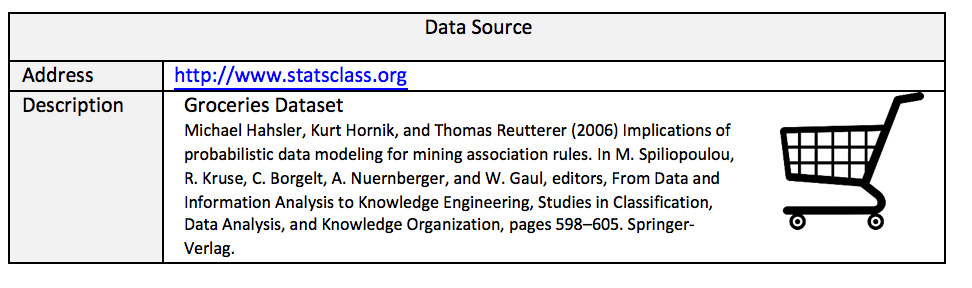 Data Source
Address
http://www.statsclass.org
Description
Groceries Dataset
Michael Hahsler, Kurt Hornik, and Thomas Reutterer (2006) Implications of
probabilistic data modeling for mining association rules. In M. Spiliopoulou,
R. Kruse, C. Borgelt, A. Nuernberger, and W. Gaul, editors, From Data and
Information Analysis to Knowledge Engineering, Studies in Classification,
Data Analysis, and Knowledge Organization, pages 598–605. Springer-
Verlag.